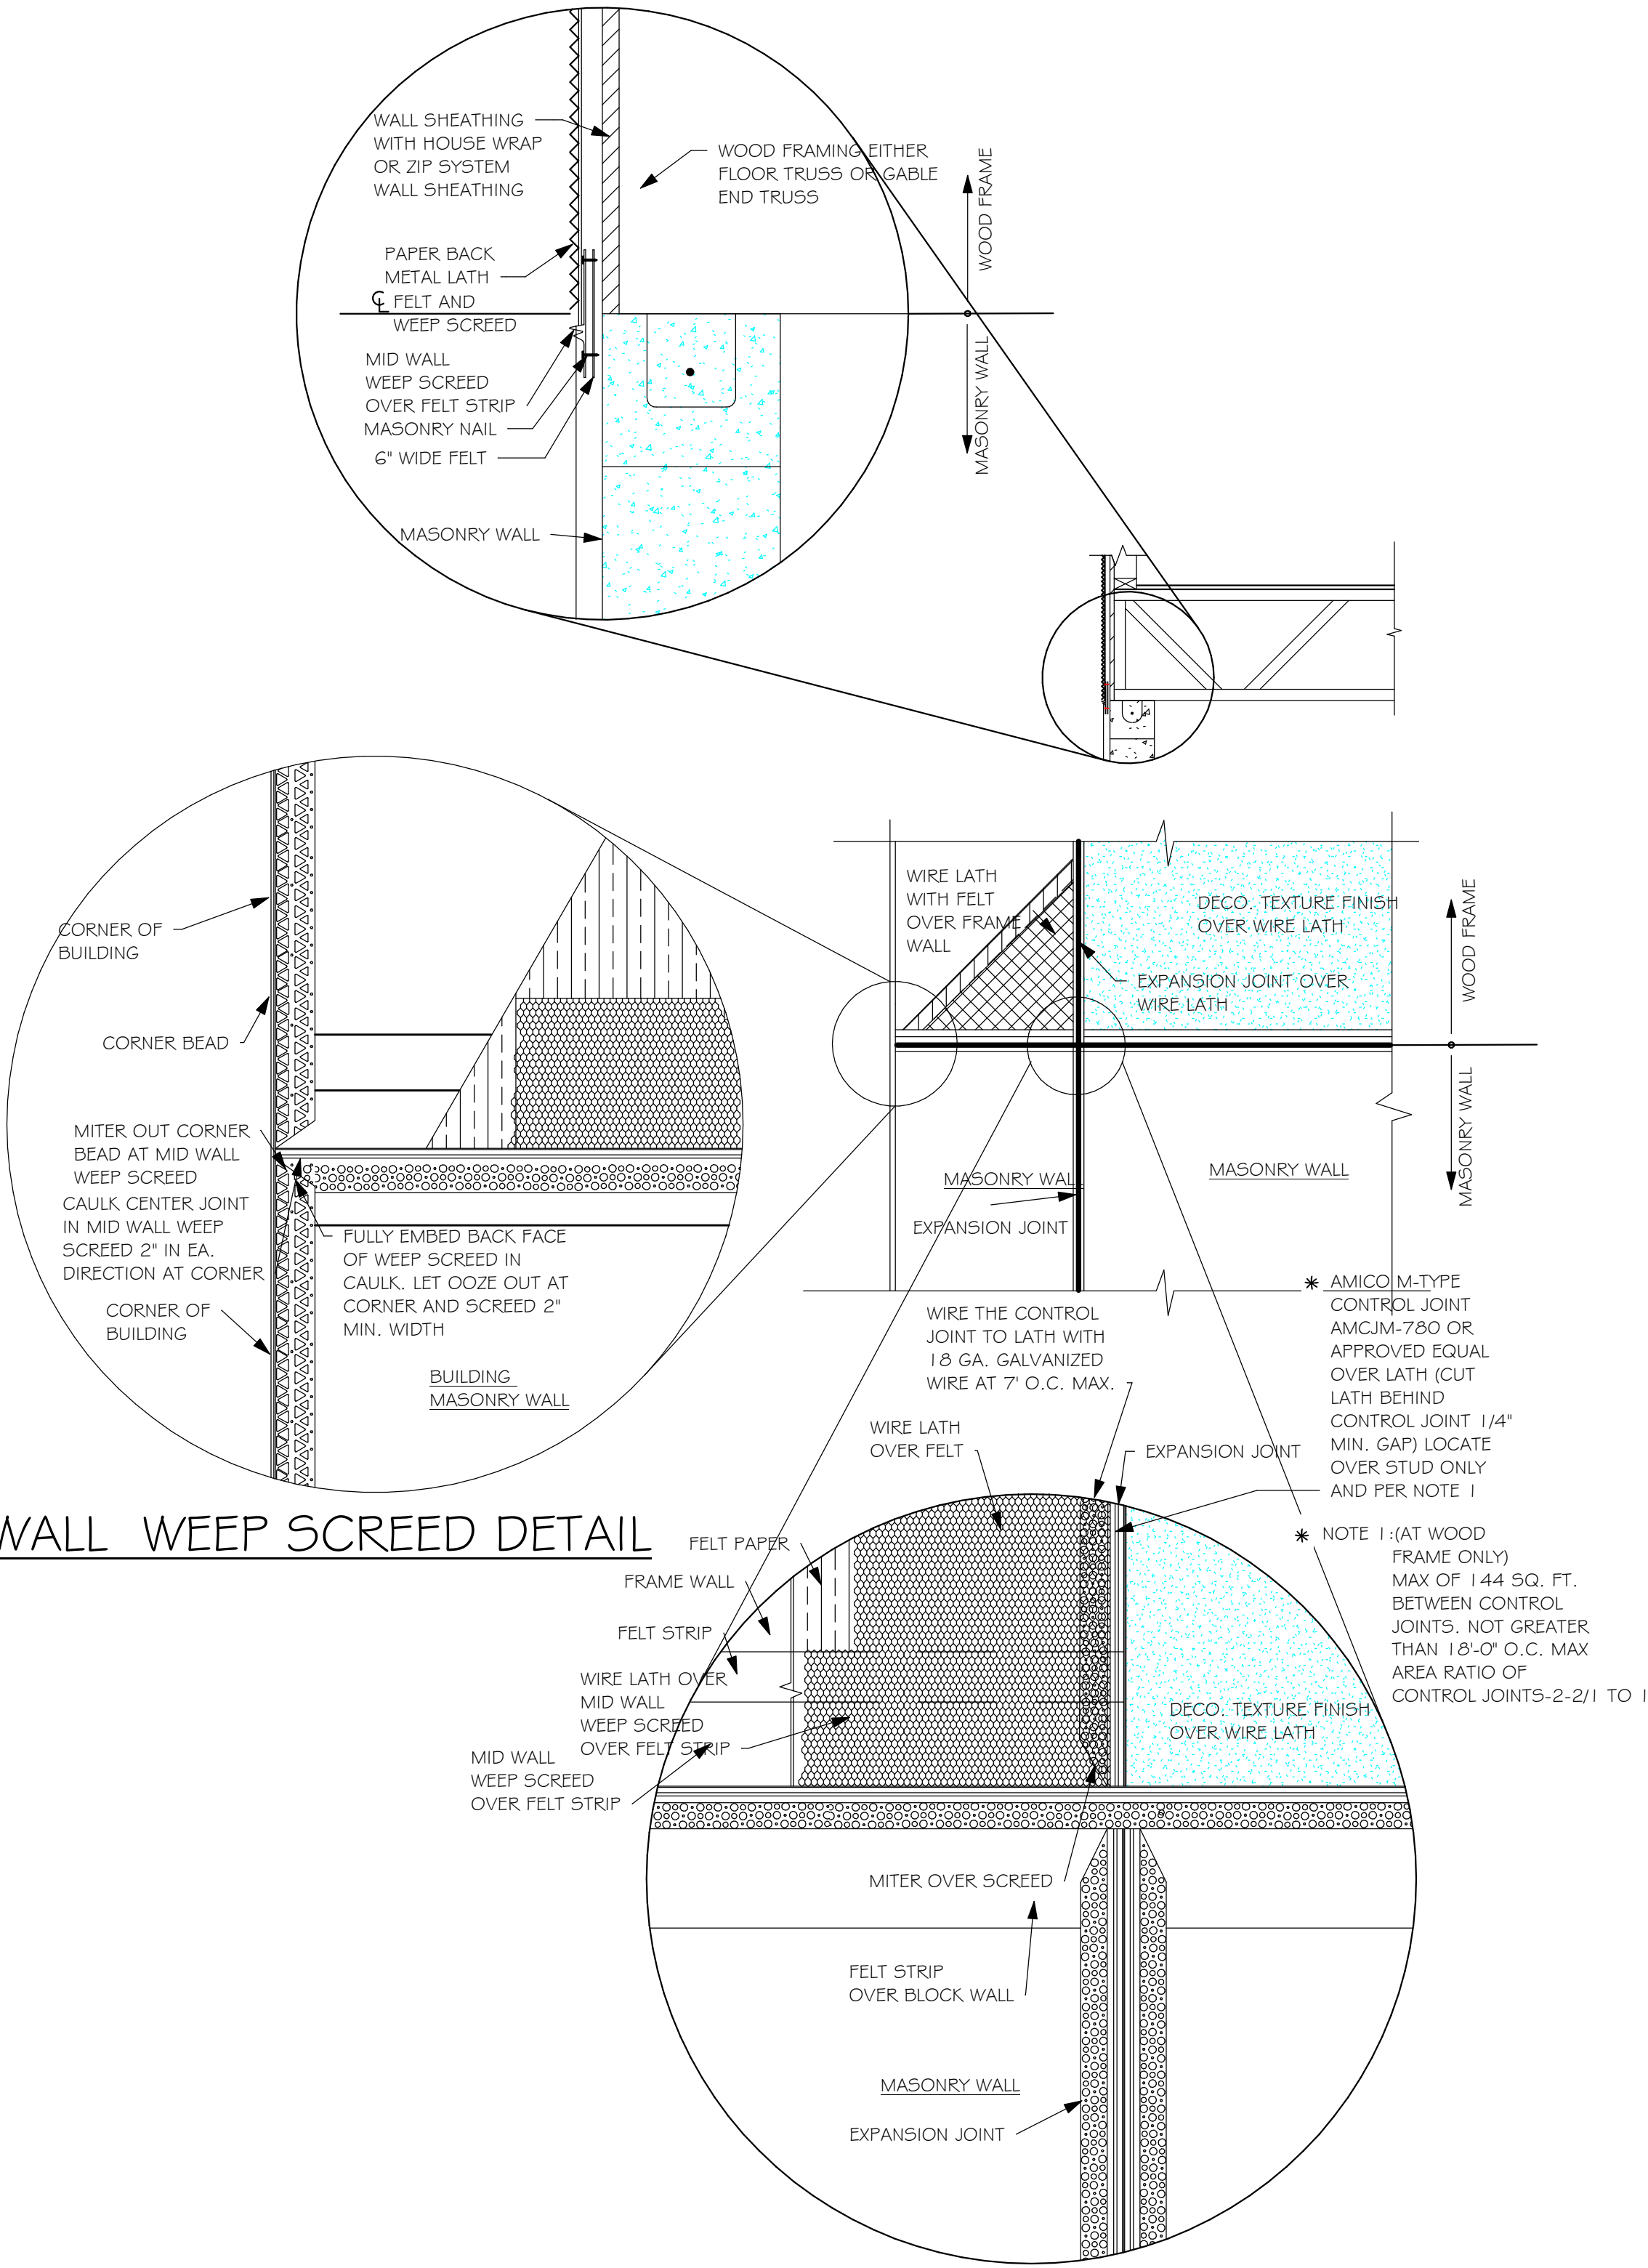 WALL SHEATHING
WITH HOUSE WRAP
OR ZIP SYSTEM
WALL SHEATHING
WOOD FRAMING EITHER
FLOOR TRUSS OR GABLE
END TRUSS
WOOD FRAME
PAPER BACK
METAL LATH
℄ FELT AND
WEEP SCREED
MID WALL
WEEP SCREED
OVER FELT STRIP
MASONRY NAIL
6" WIDE FELT
MASONRY WALL
MASONRY WALL
CORNER OF
BUILDING
CORNER BEAD
MITER OUT CORNER
BEAD AT MID WALL
WEEP SCREED
CAULK CENTER JOINT
IN MID WALL WEEP
SCREED 2" IN EA.
DIRECTION AT CORNER
CORNER OF
BUILDING
FULLY EMBED BACK FACE
OF WEEP SCREED IN
CAULK. LET OOZE OUT AT
CORNER AND SCREED 2"
MIN. WIDTH
BUILDING
MASONRY WALL
WIRE LATH
WITH FELT
OVER FRAME
WALL
DECO. TEXTURE FINISH
OVER WIRE LATH
EXPANSION JOINT OVER
WIRE LATH
WOOD FRAME
MASONRY WALL
MASONRY WALL
MASONRY WALL
EXPANSION JOINT
WIRE THE CONTROL
JOINT TO LATH WITH
18 GA. GALVANIZED
WIRE AT 7' O.C. MAX.
* AMICO M-TYPE
CONTROL JOINT
AMCJM-780 OR
APPROVED EQUAL
OVER LATH (CUT
LATH BEHIND
CONTROL JOINT 1/4"
MIN. GAP) LOCATE
OVER STUD ONLY
AND PER NOTE 1
WIRE LATH
OVER FELT
EXPANSION JOINT
WALL WEEP SCREED DETAIL
* NOTE 1:(AT WOOD
FRAME ONLY)
MAX OF 144 SQ. FT.
BETWEEN CONTROL
JOINTS. NOT GREATER
THAN 18'-0" O.C. MAX
AREA RATIO OF
CONTROL JOINTS-2-2/1 TO 1
FELT PAPER
FRAME WALL
FELT STRIP
WIRE LATH OVER
MID WALL
WEEP SCREED
OVER FELT STRIP
MID WALL
WEEP SCREED
OVER FELT STRIP
DECO. TEXTURE FINISH
OVER WIRE LATH
MITER OVER SCREED
FELT STRIP
OVER BLOCK WALL
MASONRY WALL
EXPANSION JOINT